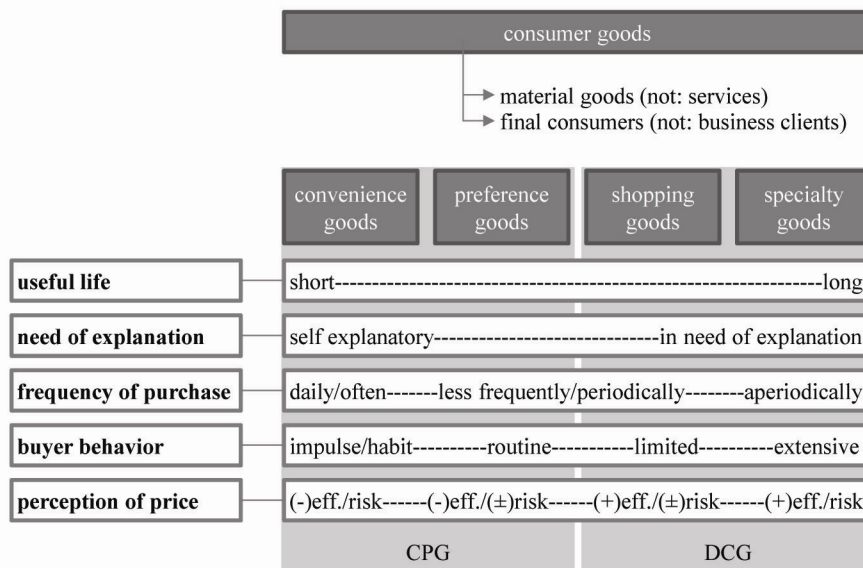 consumer goods
material goods (not: services)
final consumers (not: business clients)
convenience goods
preference goods
shopping goods
specialty goods
useful life
short------------------------------------------------------------------long
need of explanation
self explanatory------------------------------in need of explanation
frequency of purchase
daily/often-------less frequently/periodically--------aperiodically
buyer behavior
impulse/habit----------routine----------limited----------extensive
perception of price
(-)eff./risk------(-)eff./(±)risk------(+)eff./(±)risk------(+)eff./risk
CPG
DCG